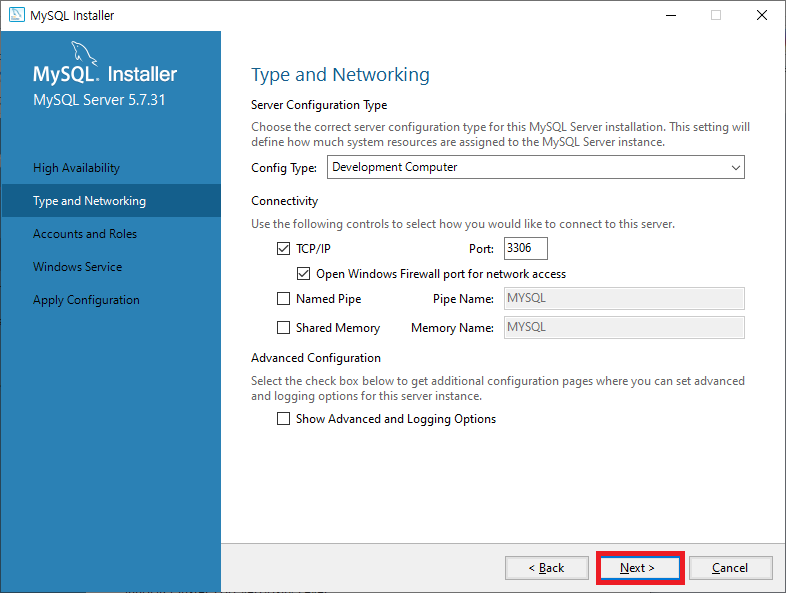 MySQL Installer
MySQL. Installer
MySQL Server 5.7.31
High Availability
Type and Networking
Accounts and Roles
Windows Service
Apply Configuration
Type and Networking
Server Configuration Type
Choose the correct server configuration type for this MySQL Server installation. This setting will
define how much system resources are assigned to the MySQL Server instance.
Config Type: Development Computer
Connectivity
Use the following controls to select how you would like to connect to this server.
TCP/IP Port: 3306
Open Windows Firewall port for network access
Named Pipe Pipe Name: MYSQL
Shared Memory Memory Name: MYSQL
Advanced Configuration
Select the check box below to get additional configuration pages where you can set advanced
and logging options for this server instance.
Show Advanced and Logging Options
< Back Next > Cancel